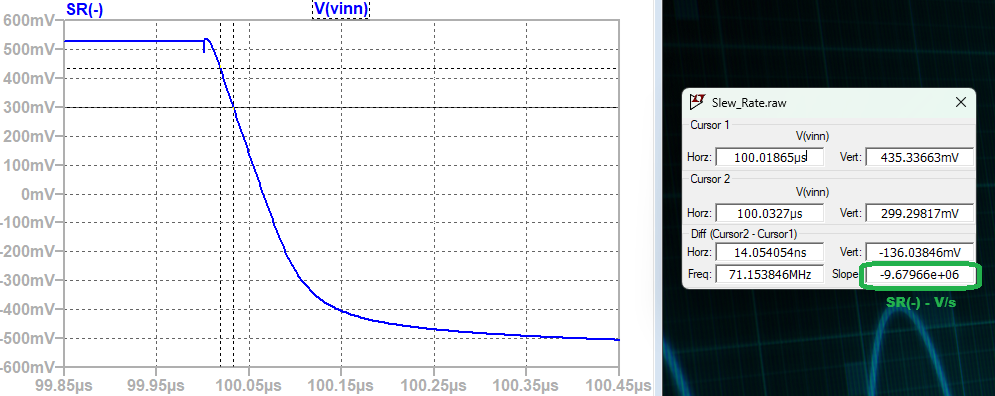 SR(-)
V(vinn)
600mV
500mV
400mV
300mV
200mV
100mV
0mV
-100mV
-200mV
-300mV
-400mV
-500mV
-600mV
99.85µs
99.95µs
100.05µs
100.15µs
100.25µs
100.35µs
100.45µs
Slew_Rate.raw
Cursor 1
V(vinn)
Horz: 100.01865µs Vert: 435.33663mV
Cursor 2
V(vinn)
Horz: 100.0327µs Vert: 299.29817mV
Diff (Cursor2 - Cursor1)
Horz: 14.054054ns Vert: -136.03846mV
Freq: 71.153846MHz Slope: -9.67966e+06
SR(-) - V/s